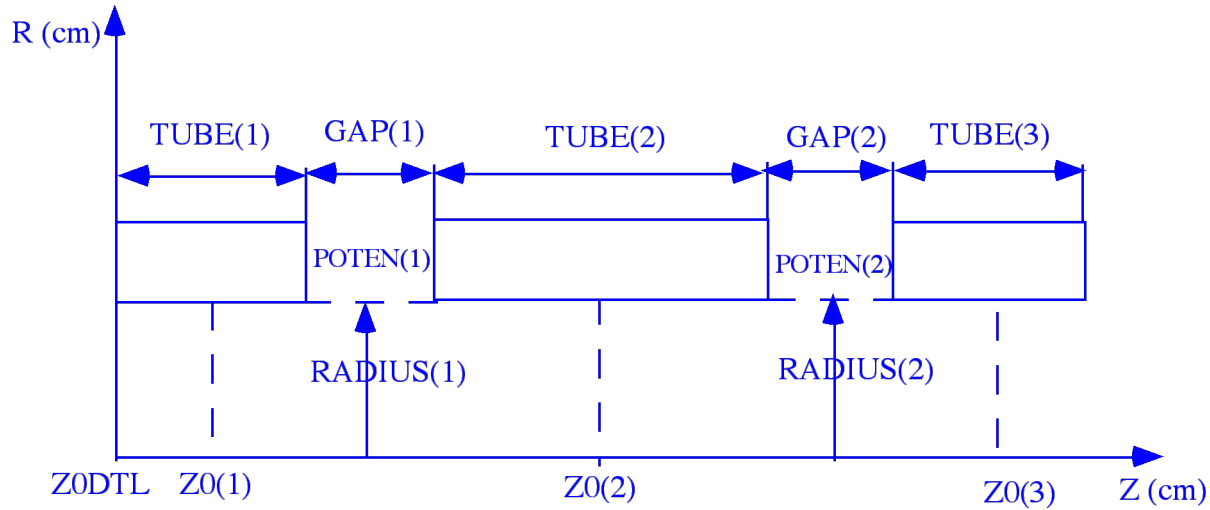 R (cm)
TUBE(1)
GAP(1)
TUBE(2)
GAP(2)
TUBE(3)
POTEN(1)
POTEN(2)
RADIUS(1)
RADIUS(2)
Z0DTL
Z0(1)
Z0(2)
Z0(3)
Z (cm)